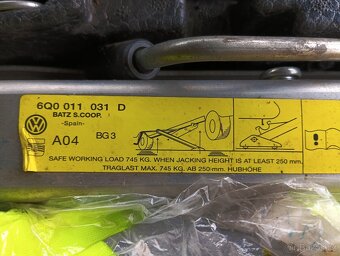 6Q0 011 031 D
BATZ S.COOP.
-Spain-
A04
BG3
SAFE WORKING LOAD 745 KG. WHEN JACKING HEIGHT IS AT LEAST 250 mm.
TRAGLAST MAX. 745 KG. AB 250 mm. HUBHÖHE